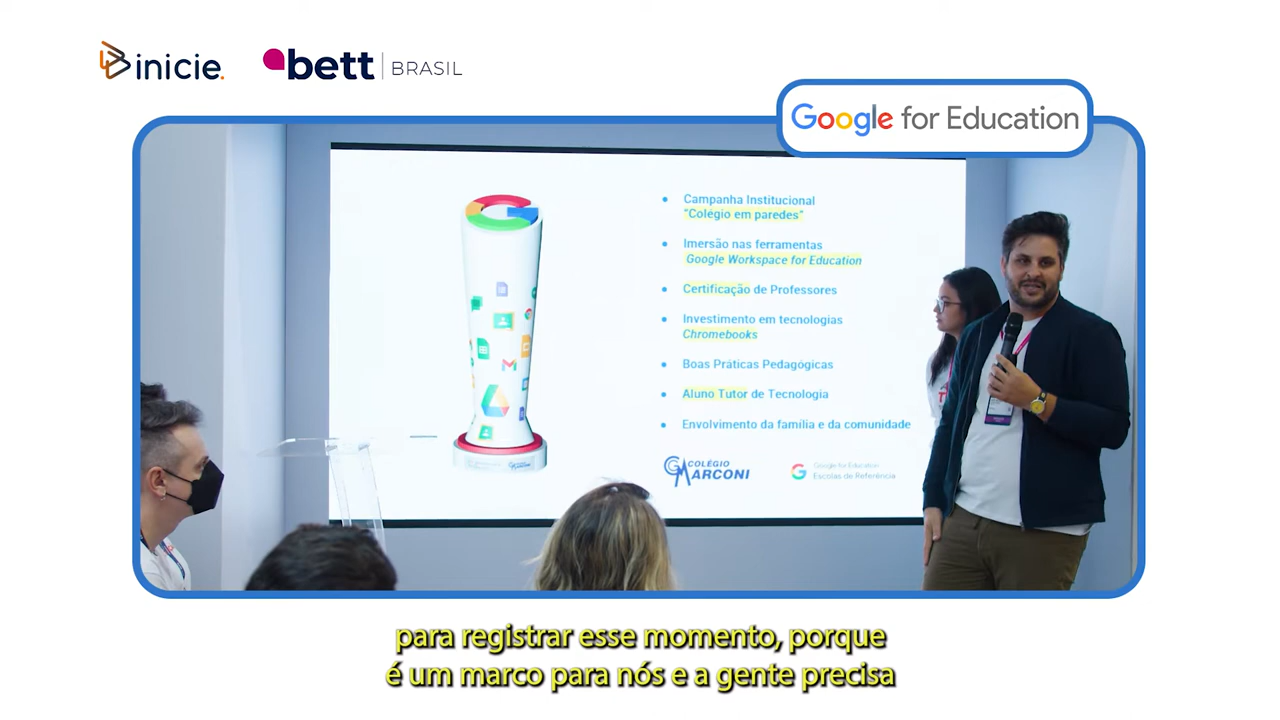 inicie.
bett BRASIL
Google for Education
Campanha Institucional
"Colégio em paredes"
Imersão nas ferramentas
Google Workspace for Education
Certificação de Professores
Investimento em tecnologias
Chromebooks
Boas Práticas Pedagógicas
Aluno Tutor de Tecnologia
Envolvimento da família e da comunidade
COLÉGIO
MARCONI
Google for Education
Escolas de Referência
para registrar esse momento, porque
é um marco para nós e a gente precisa